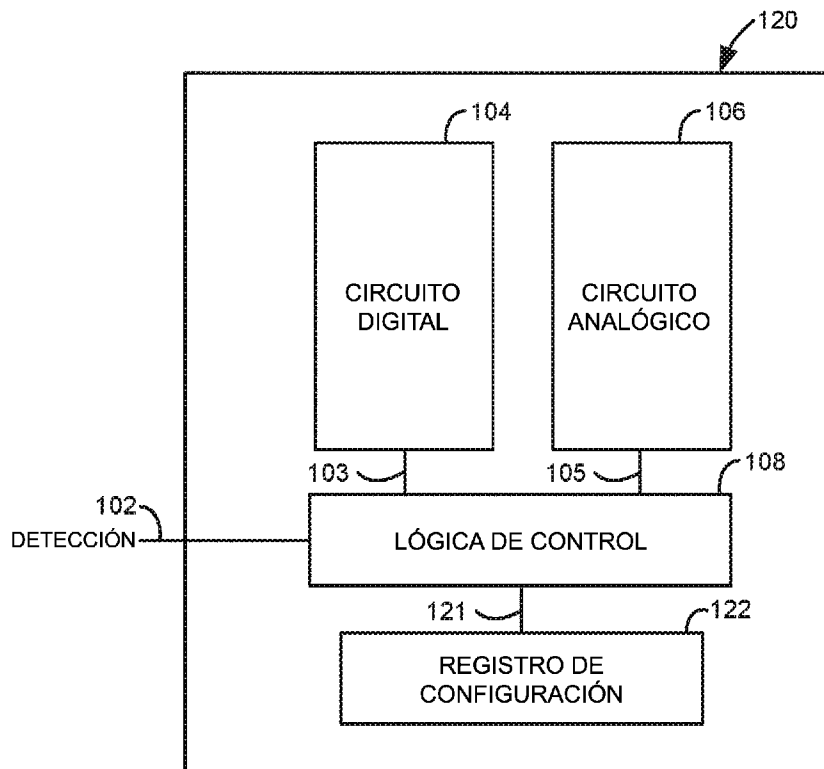 120
104
106
CIRCUITO
DIGITAL
CIRCUITO
ANALÓGICO
103
105
108
102
DETECCIÓN
LÓGICA DE CONTROL
121
122
REGISTRO DE
CONFIGURACIÓN